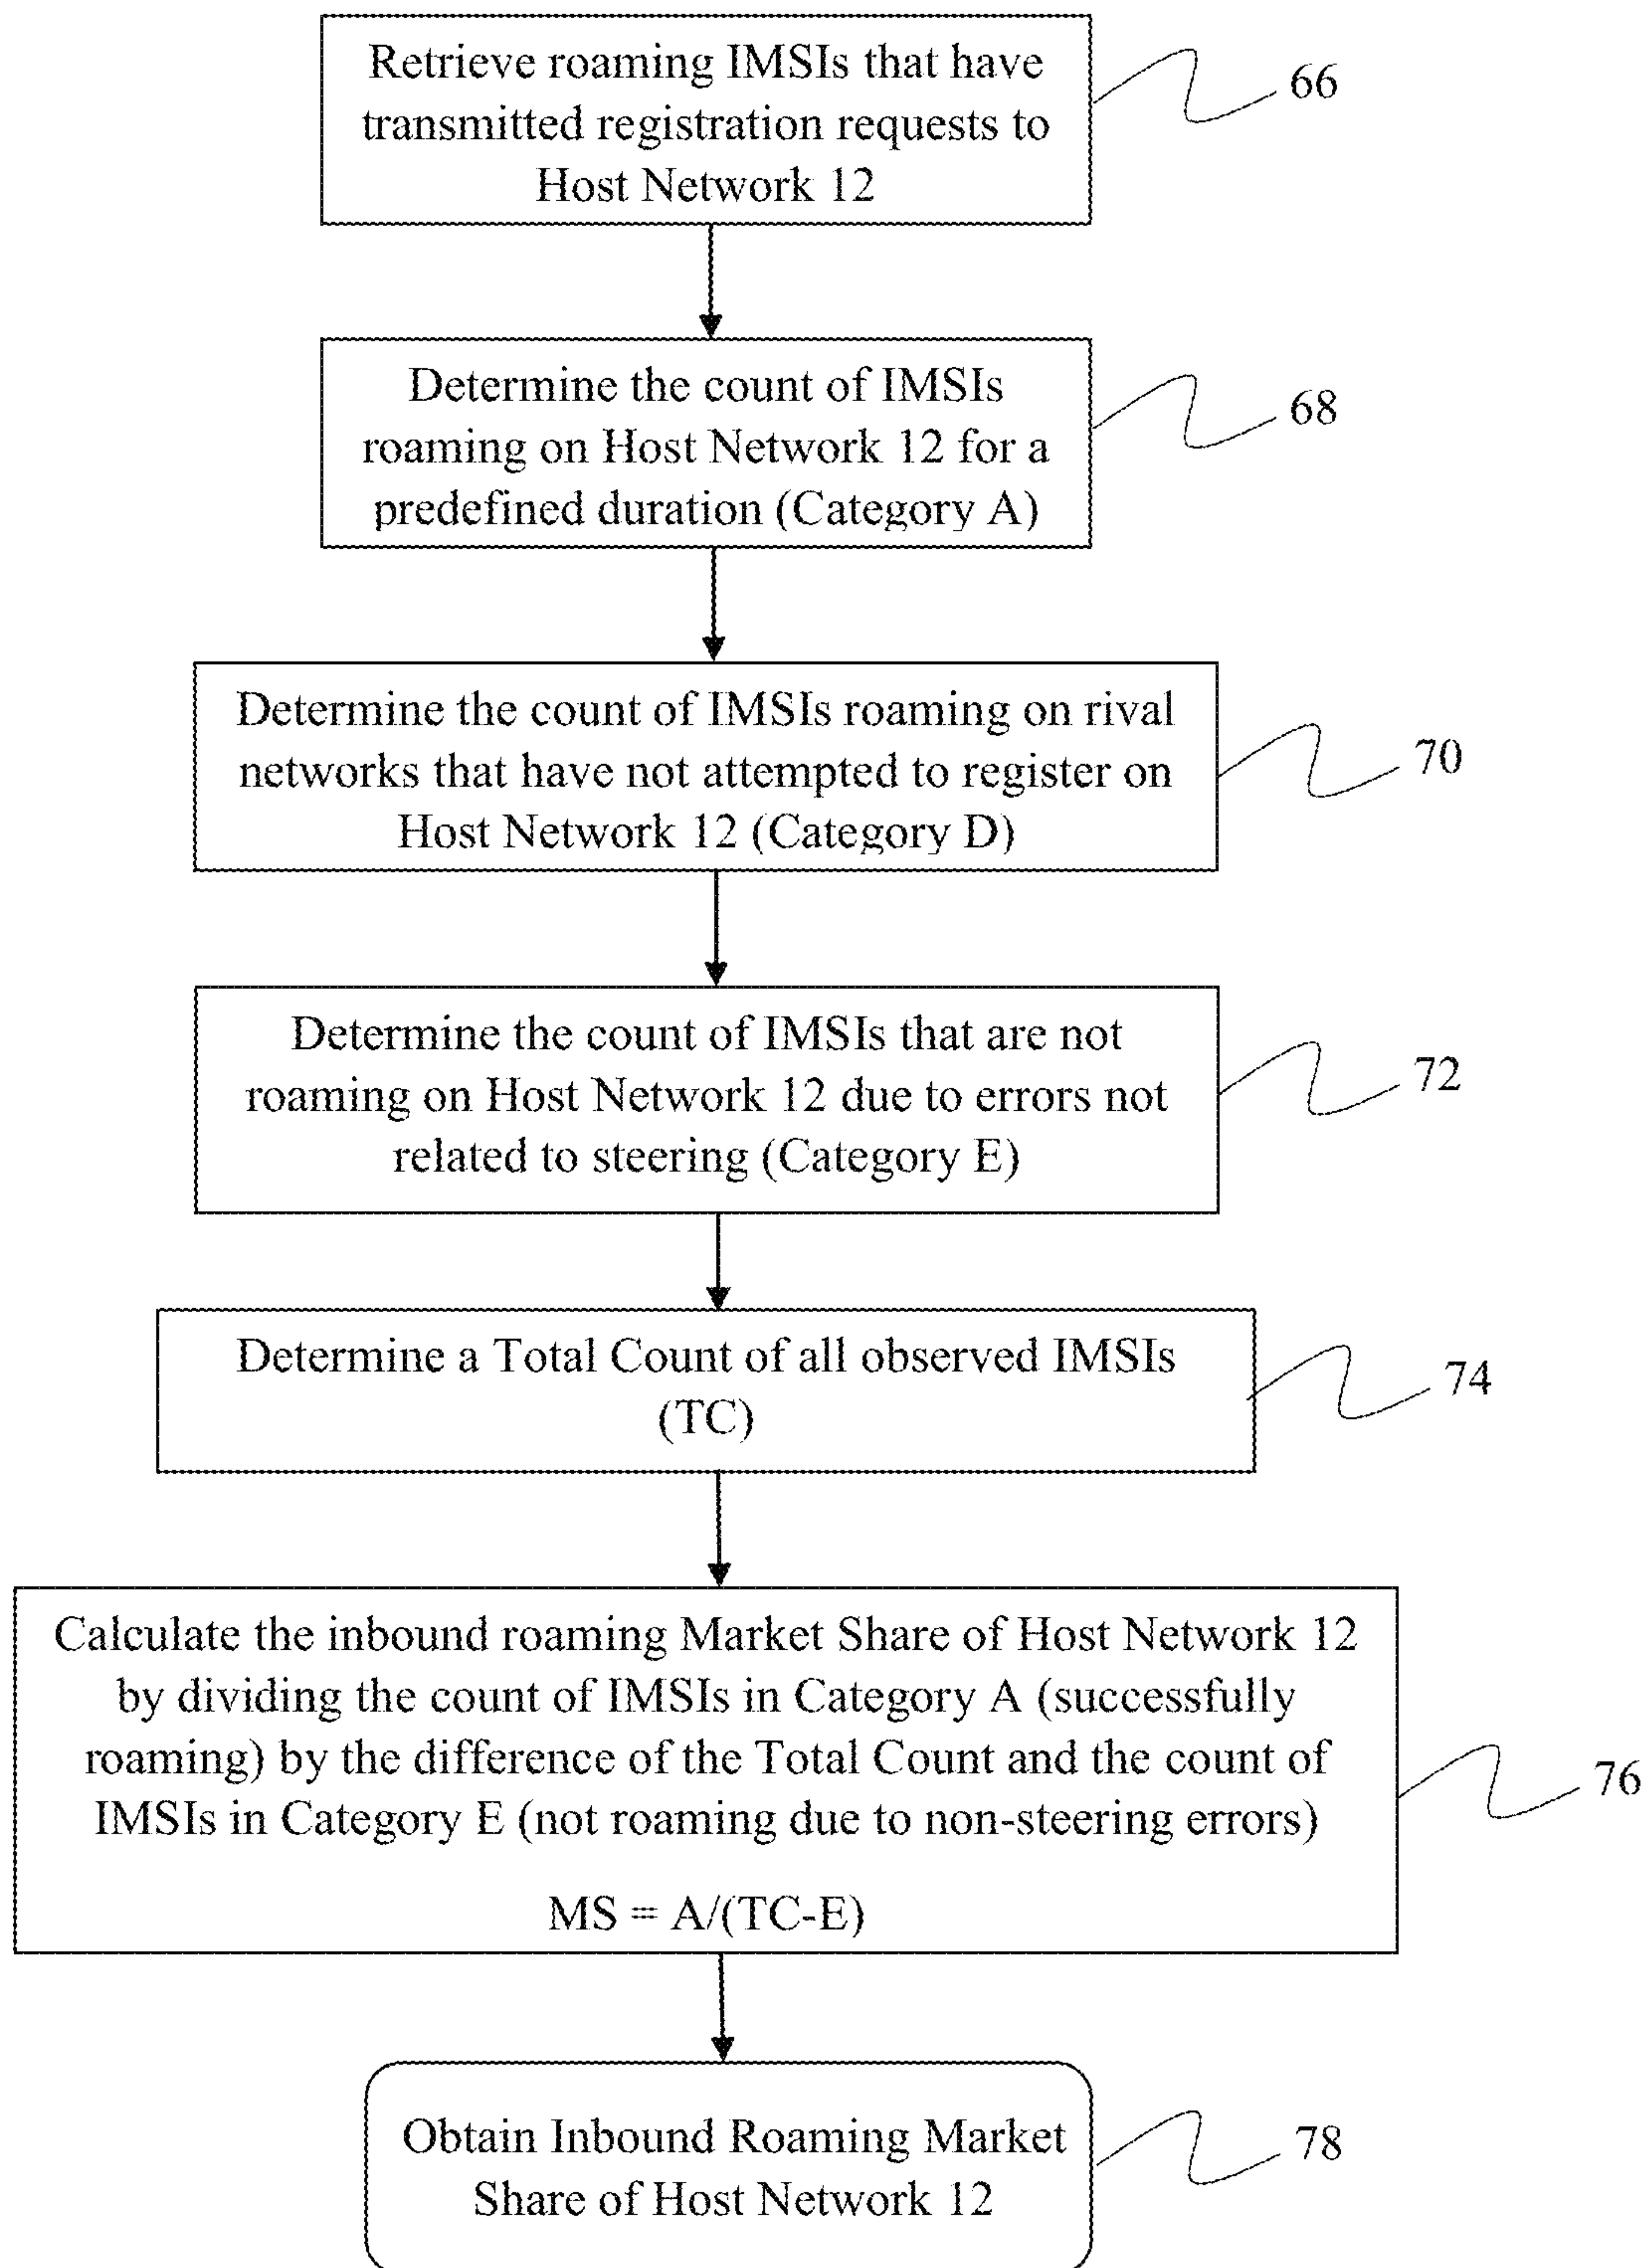 Retrieve roaming IMSIs that have
transmitted registration requests to
Host Network 12
66
Determine the count of IMSIs
roaming on Host Network 12 for a
predefined duration (Category A)
68
Determine the count of IMSIs roaming on rival
networks that have not attempted to register on
Host Network 12 (Category D)
70
Determine the count of IMSIs that are not
roaming on Host Network 12 due to errors not
related to steering (Category E)
72
Determine a Total Count of all observed IMSIs
(TC)
74
Calculate the inbound roaming Market Share of Host Network 12
by dividing the count of IMSIs in Category A (successfully
roaming) by the difference of the Total Count and the count of
IMSIs in Category E (not roaming due to non-steering errors)
MS = A/(TC-E)
76
Obtain Inbound Roaming Market
Share of Host Network 12
78